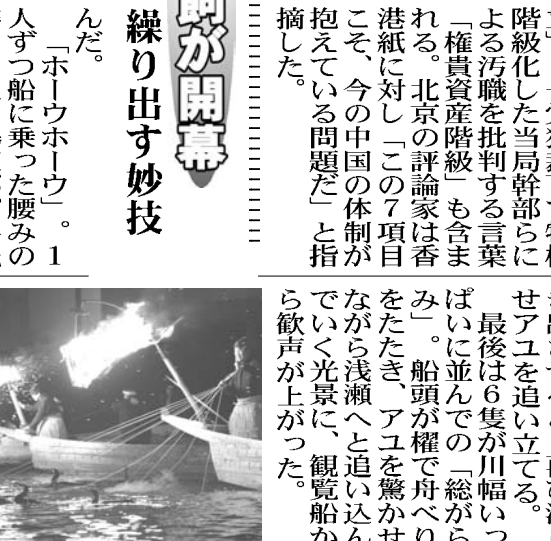 階級化した当局幹部らに
よる汚職を批判する言葉
「権貴資産階級」も含ま
れる。北京の評論家は香
港紙に対し「この7項目
こそ、今の中国の体制が
抱えている問題だ」と指
摘した。
飼が開幕
繰り出す妙技
んだ。
「ホーウホーウ」。1
人ずつ船に乗った腰みの
せアユを追い立てる。
最後は6隻が川幅いっ
ぱいに並んでの「総がら
み」。船頭が櫂で舟べり
をたたき、アユを驚かせ
ながら浅瀬へと追い込ん
でいく光景に、観覧船か
ら歓声が上がった。